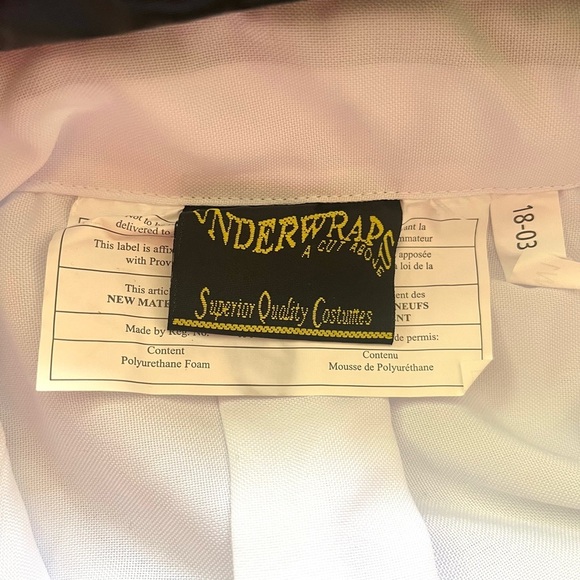 UNDERWRAPS
A CUT ABOVE
Superior Quality Costumes
Not to be
delivered to
This label is affix
with Prov
This artic
NEW MATE
Made by Reg. No.
Content
Polyurethane Foam
ant la
mmateur
apposée
loi de la
ent des
NEUFS
ENT
de permis:
Contenu
Mousse de Polyuréthane
18-03